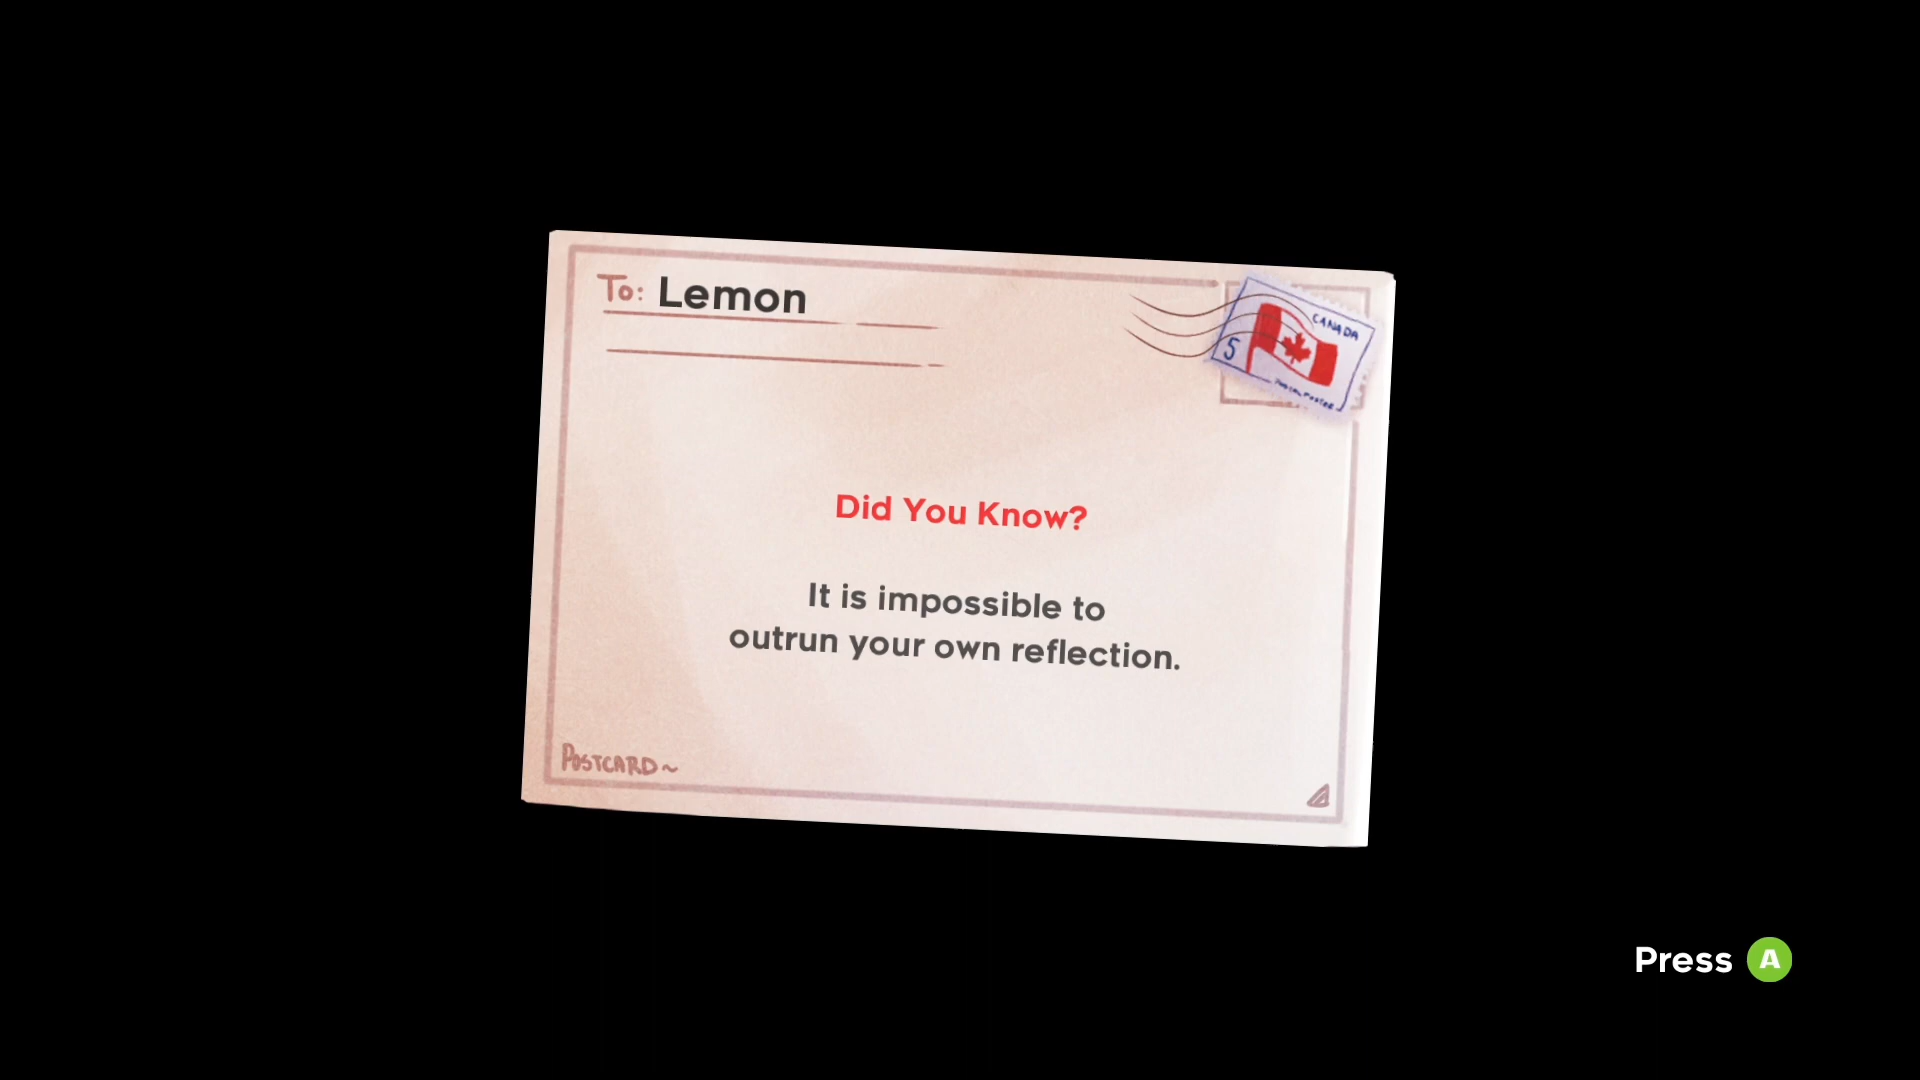 To: Lemon
CANADA
5
Did You Know?
It is impossible to
outrun your own reflection.
POSTCARD~
Press A